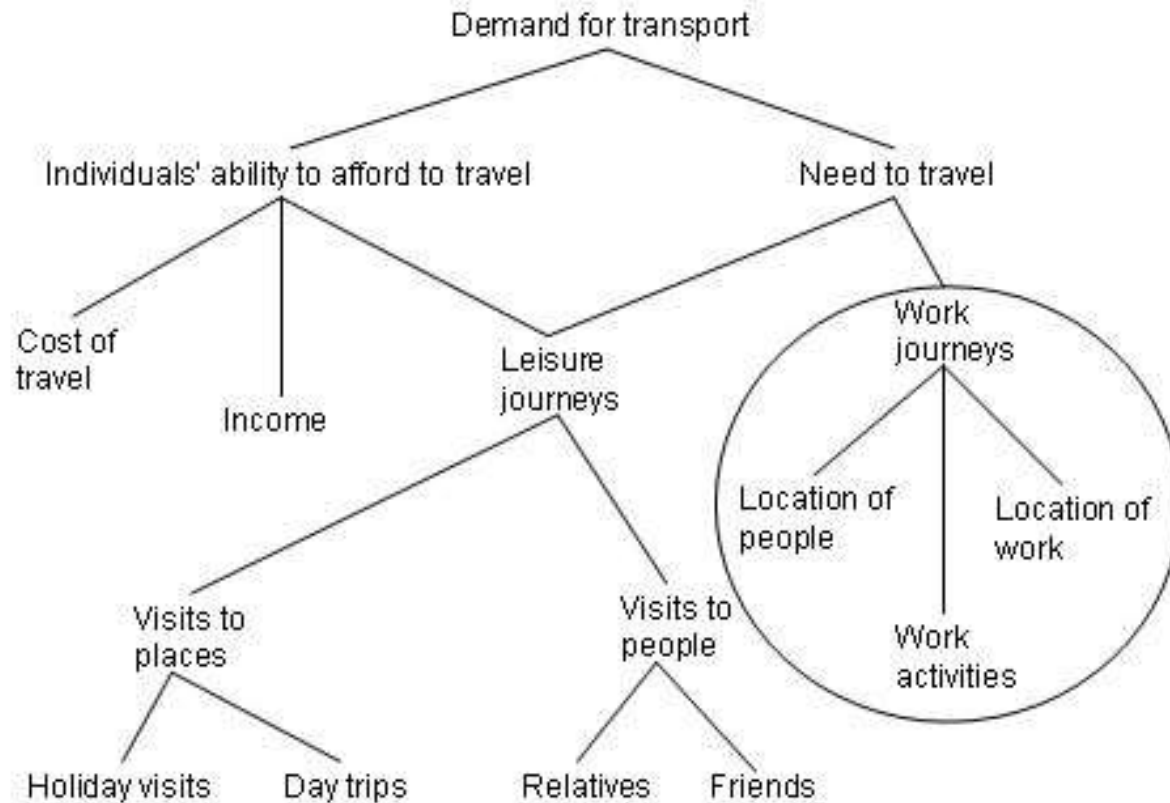 Demand for transport
Individuals' ability to afford to travel
Need to travel
Cost of
travel
Income
Leisure
journeys
Work
journeys
Location of
people
Location of
work
Work
activities
Visits to
places
Visits to
people
Holiday visits
Day trips
Relatives
Friends